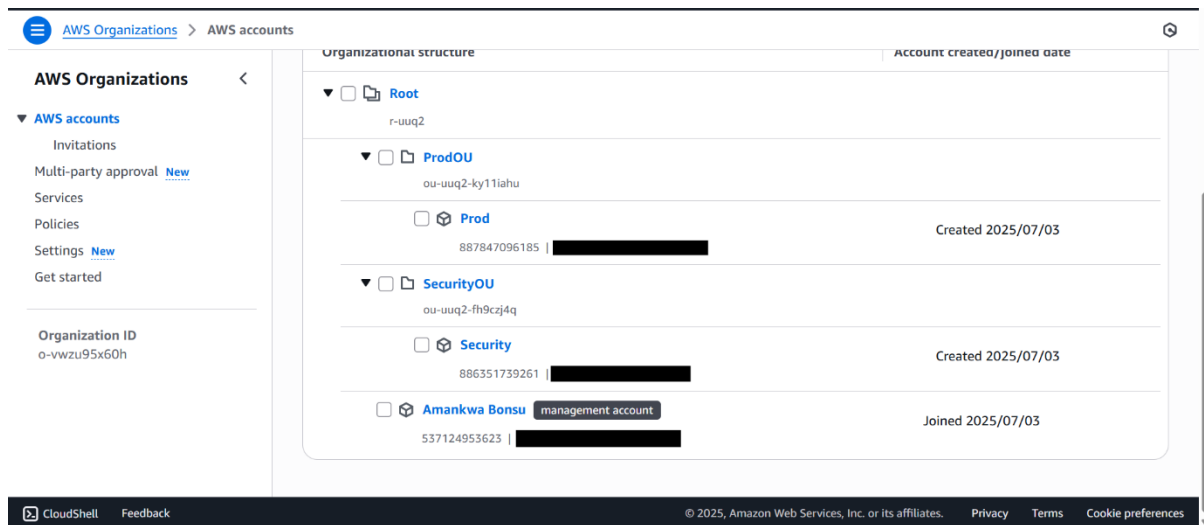 AWS Organizations > AWS accounts
AWS Organizations
AWS accounts
Invitations
Multi-party approval New
Services
Policies
Settings New
Get started
Organization ID
o-vwzu95x60h
Organizational structure Account created/joined date
Root
r-uuq2
ProdOU
ou-uuq2-ky11iahu
Prod
887847096185 |
Created 2025/07/03
SecurityOU
ou-uuq2-fh9czj4q
Security
886351739261 |
Created 2025/07/03
Amankwa Bonsu management account
537124953623 |
Joined 2025/07/03
CloudShell Feedback © 2025, Amazon Web Services, Inc. or its affiliates. Privacy Terms Cookie preferences